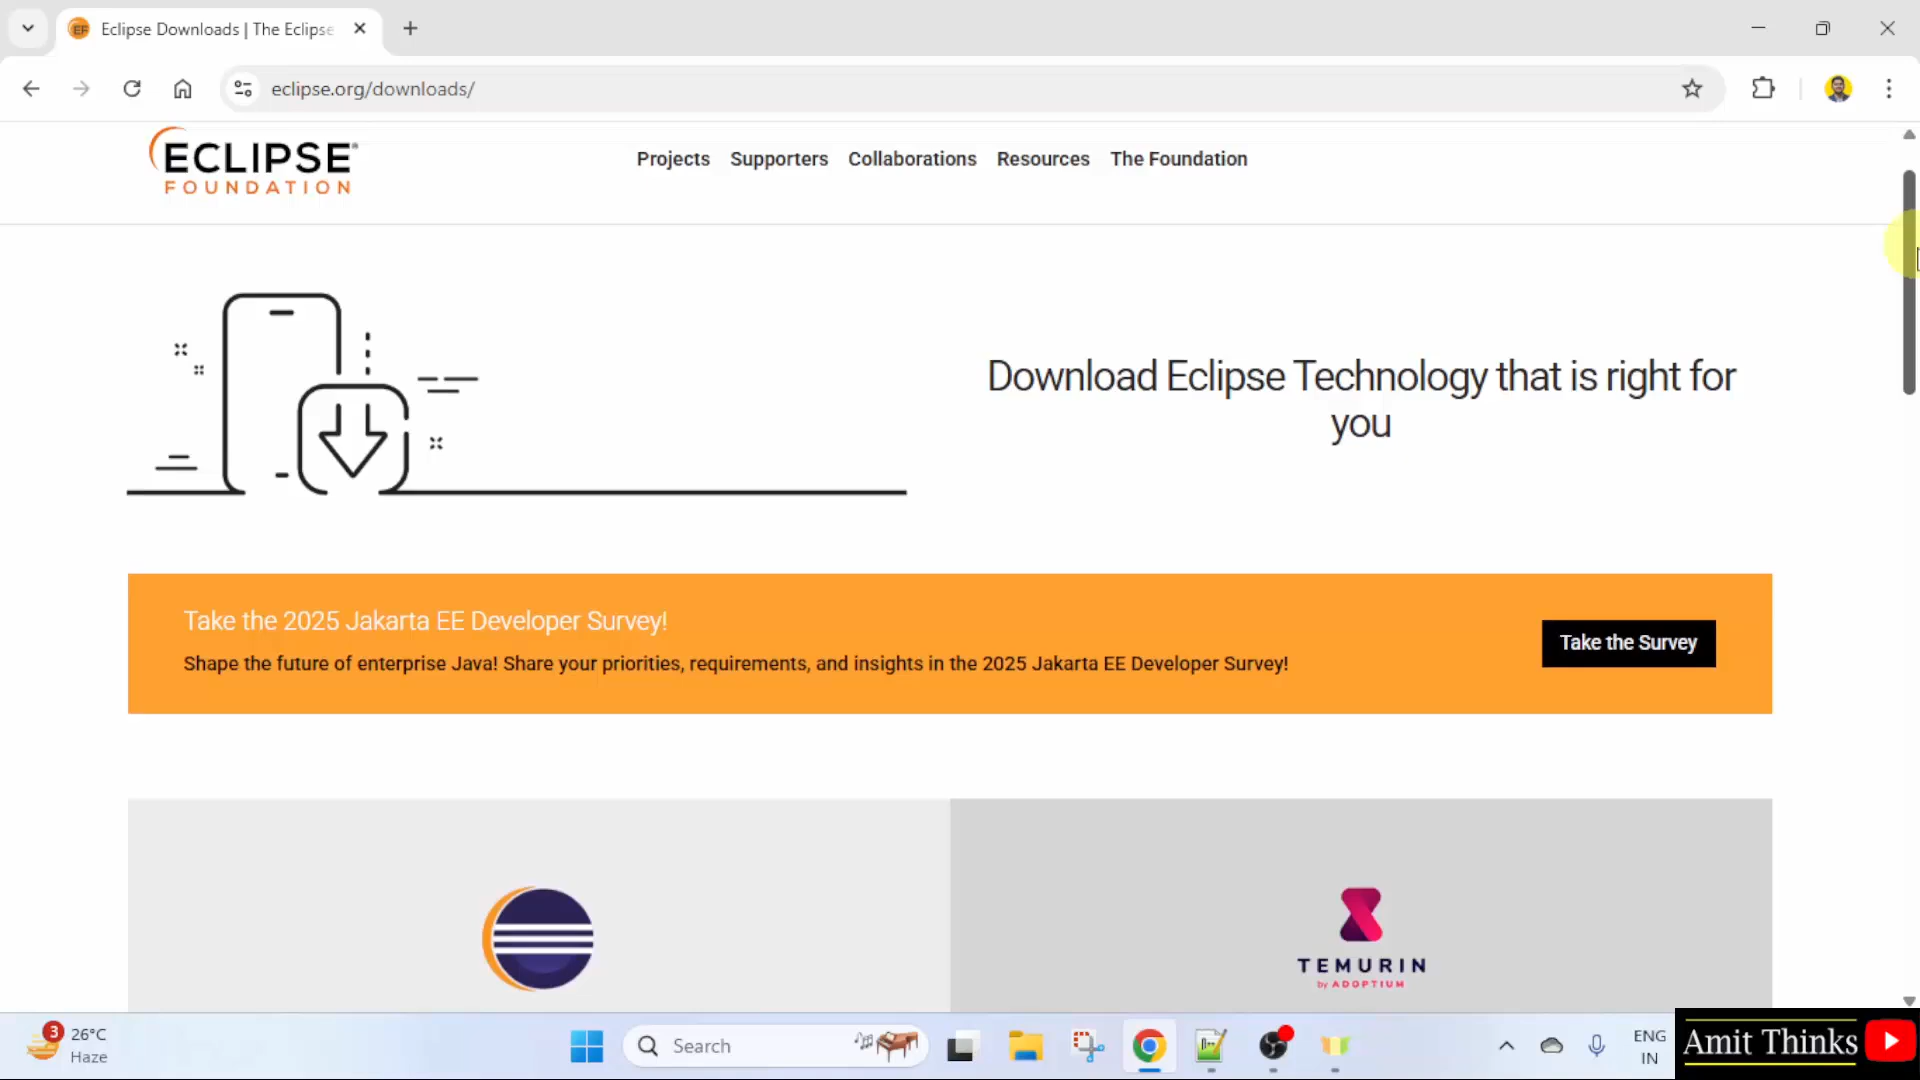 Eclipse Downloads | The Eclipse
eclipse.org/downloads/
ECLIPSE
FOUNDATION
Projects Supporters Collaborations Resources The Foundation
Download Eclipse Technology that is right for
you
Take the 2025 Jakarta EE Developer Survey!
Shape the future of enterprise Java! Share your priorities, requirements, and insights in the 2025 Jakarta EE Developer Survey!
Take the Survey
TEMURIN
by ADOPTIUM
3
26°C
Haze
Search
ENG
IN
Amit Thinks